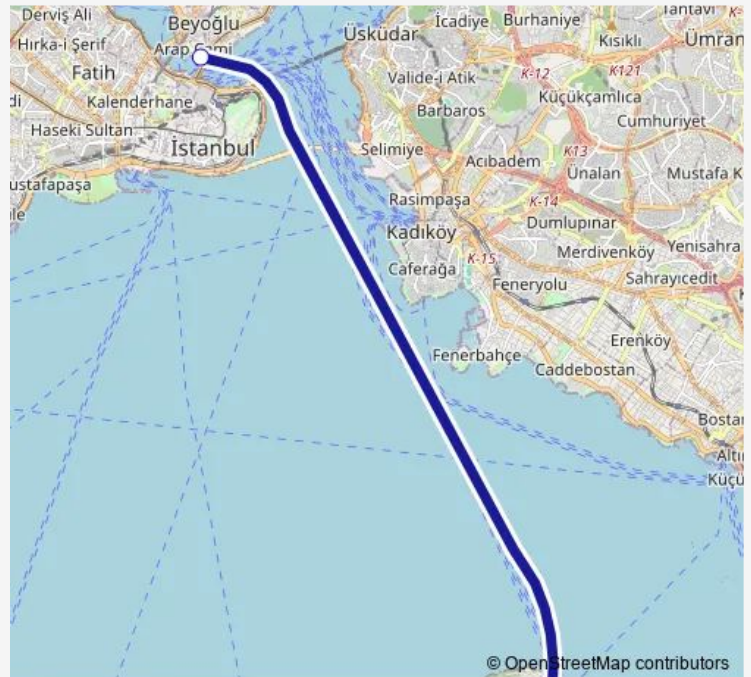 Derviş Ali
Beyoğlu
Tantavi
İcadiye
Burhaniye
Üsküdar
Hırka-i Şerif
Kısıklı
Arap
Fatih
K-12
K121
Valide-i Atik
Küçükçamlıca
Kalenderhane
Barbaros
Cumhuriyet
Haseki Sultan
İstanbul
Selimiye
K13
Acıbadem
Ünalan
Mustafa K
ustafapaşa
Rasimpaşa
K-14
Kadıköy
Dumlupınar
Merdivenköy
Yenisahra
K-15
Caferağa
Feneryolu
Sahrayıcedit
Erenköy
Fenerbahçe
Caddebostan
Bostan
Altın
Küçü
© OpenStreetMap contributors